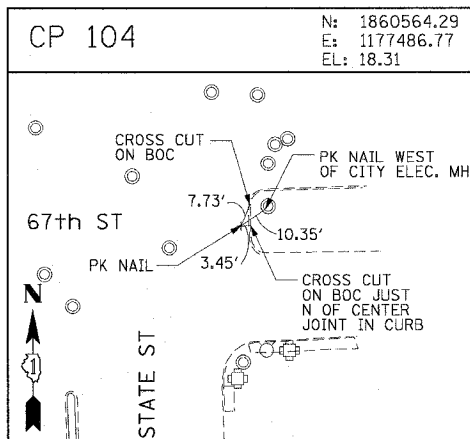 CP 104
N: 1860564.29
E: 1177486.77
EL: 18.31
CROSS CUT
ON BOC
PK NAIL WEST
OF CITY ELEC. MH
7.73'
67th ST
10.35'
PK NAIL
3.45'
CROSS CUT
ON BOC JUST
N OF CENTER
JOINT IN CURB
N
1
STATE ST